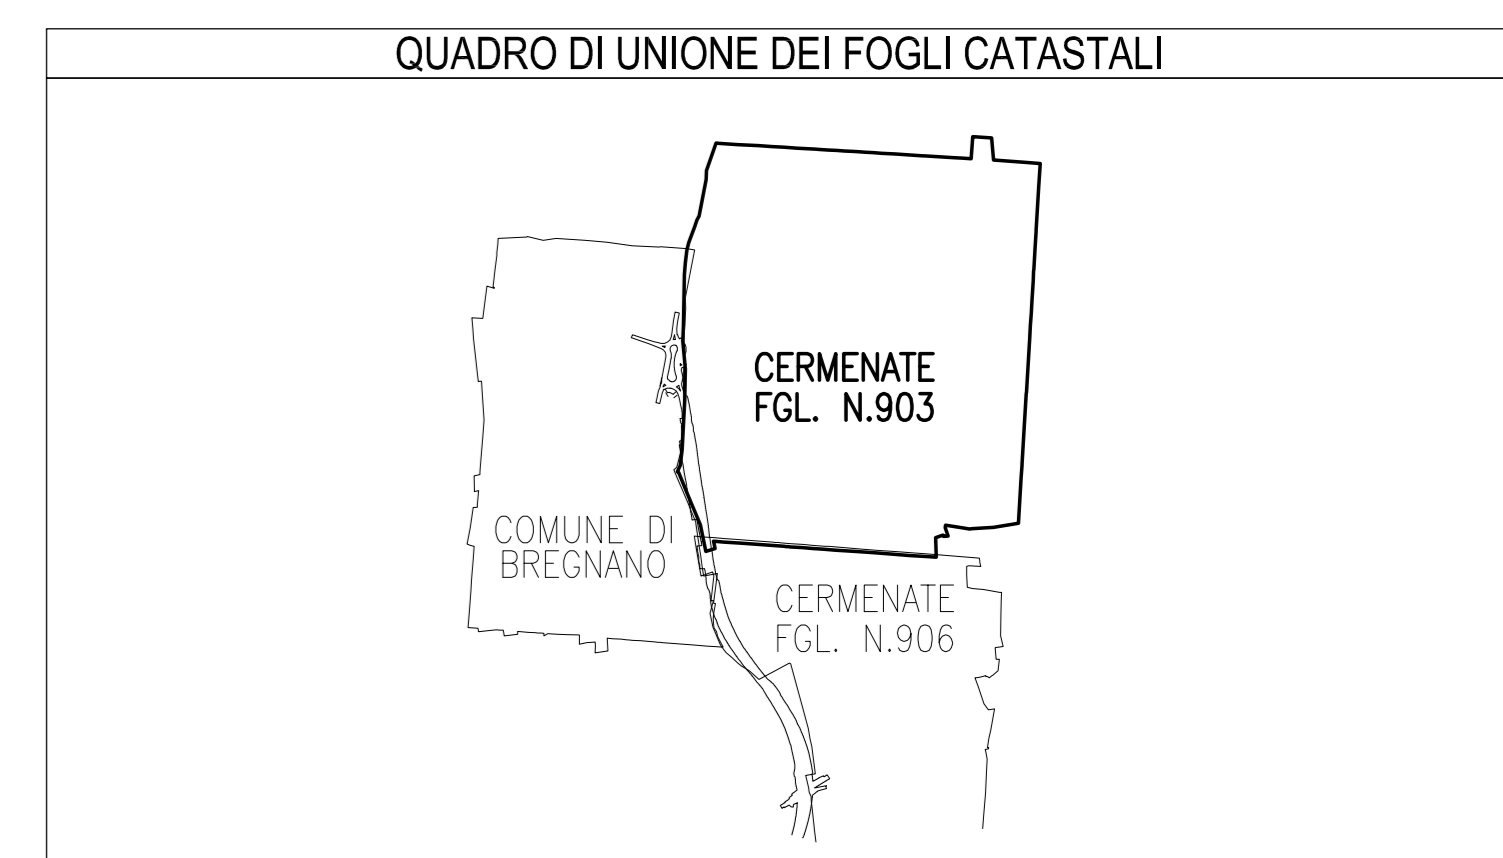 QUADRO DI UNIONE DEI FOGLI CATASTALI
CERMENATE
FGL. N.903
COMUNE DI
BREGNANO
CERMENATE
FGL. N.906